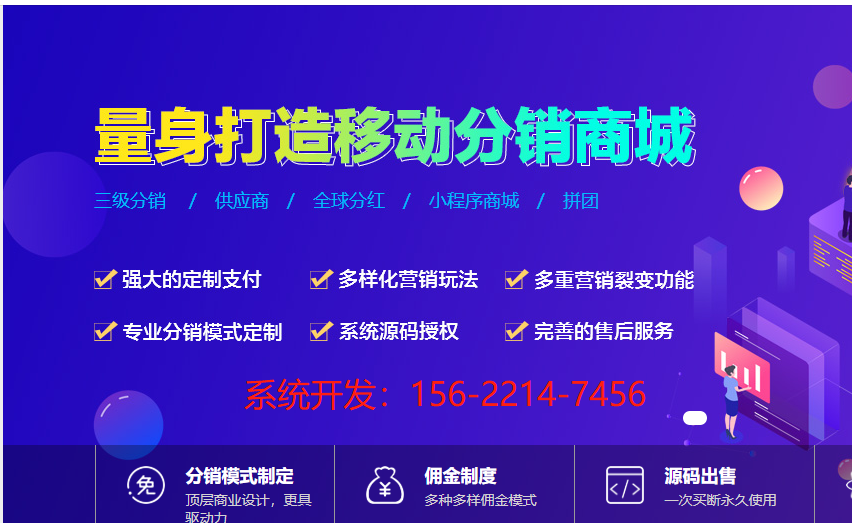 量身打造移动分销商城
三级分销 / 供应商 / 全球分红 / 小程序商城 / 拼团
强大的定制支付 多样化营销玩法 多重营销裂变功能
专业分销模式定制 系统源码授权 完善的售后服务
系统开发：156-2214-7456
免 分销模式制定 ¥ 佣金制度 </> 源码出售
顶层商业设计，更具 多种多样佣金模式 一次买断永久使用
驱动力